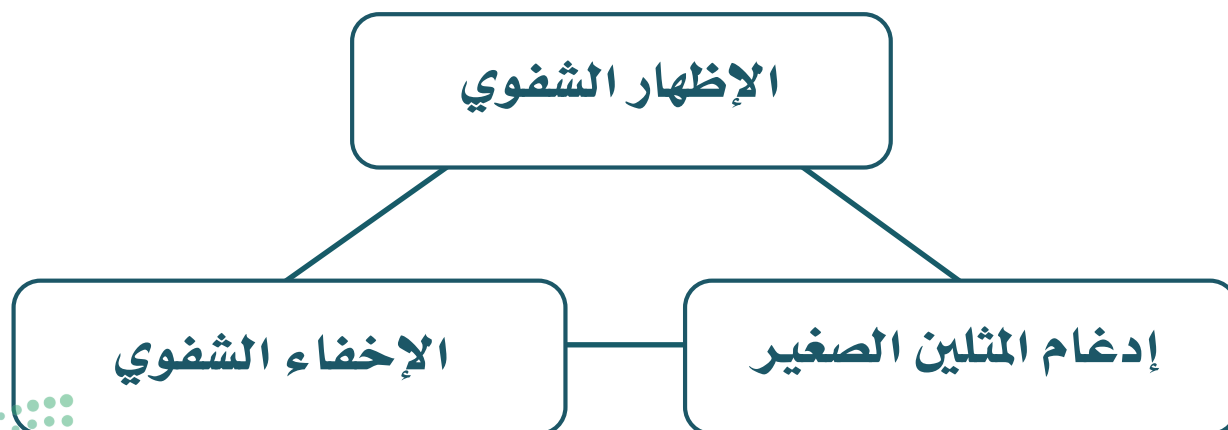 الإظهار الشفوي
إدغام المثلين الصغير
الإخفاء الشفوي